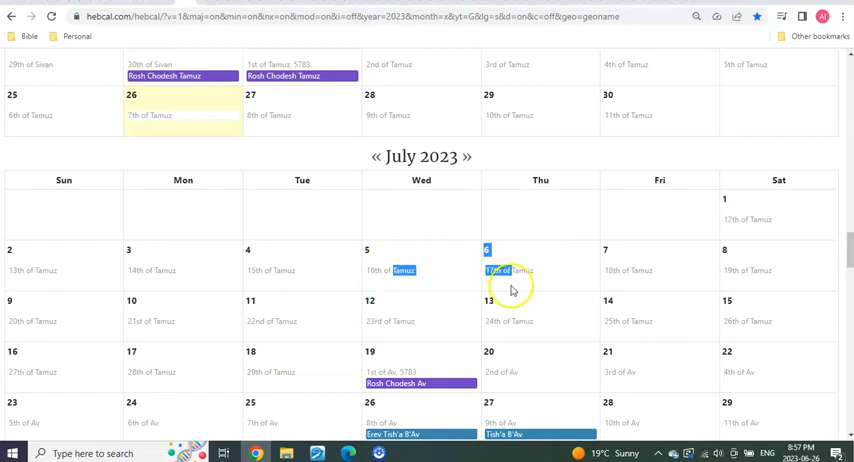 hebcal.com/hebcal/?v=1&maj=on&min=on&nx=on&mod=on&i=off&year=2023&month=x&yt=G&lg=s&d=on&c=off&geo=geoname
AI
Bible Personal Other bookmarks
29th of Sivan 30th of Sivan 1st of Tamuz, 5783 2nd of Tamuz 3rd of Tamuz 4th of Tamuz 5th of Tamuz
Rosh Chodesh Tamuz Rosh Chodesh Tamuz
25 26 27 28 29 30
6th of Tamuz 7th of Tamuz 8th of Tamuz 9th of Tamuz 10th of Tamuz 11th of Tamuz
« July 2023 »
Sun Mon Tue Wed Thu Fri Sat
1
12th of Tamuz
2 3 4 5 6 7 8
13th of Tamuz 14th of Tamuz 15th of Tamuz 16th of Tamuz 17th of Tamuz 18th of Tamuz 19th of Tamuz
9 10 11 12 13 14 15
20th of Tamuz 21st of Tamuz 22nd of Tamuz 23rd of Tamuz 24th of Tamuz 25th of Tamuz 26th of Tamuz
16 17 18 19 20 21 22
27th of Tamuz 28th of Tamuz 29th of Tamuz 1st of Av, 5783 2nd of Av 3rd of Av 4th of Av
Rosh Chodesh Av
23 24 25 26 27 28 29
5th of Av 6th of Av 7th of Av 8th of Av 9th of Av 10th of Av 11th of Av
Erev Tish'a B'Av Tish'a B'Av
Type here to search 19°C Sunny ENG 8:57 PM
2023-06-26
2